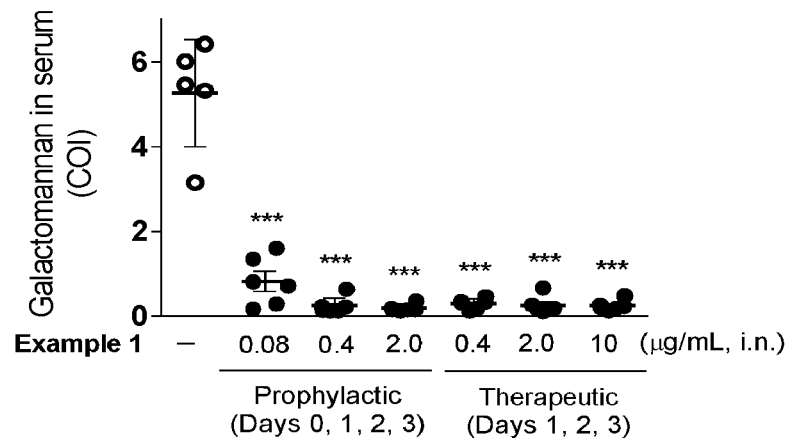 Galactomannan in serum
(COI)
6
4
2
0
***
***
***
***
***
***
Example 1 – 0.08 0.4 2.0 0.4 2.0 10 (μg/mL, i.n.)
Prophylactic
(Days 0, 1, 2, 3)
Therapeutic
(Days 1, 2, 3)